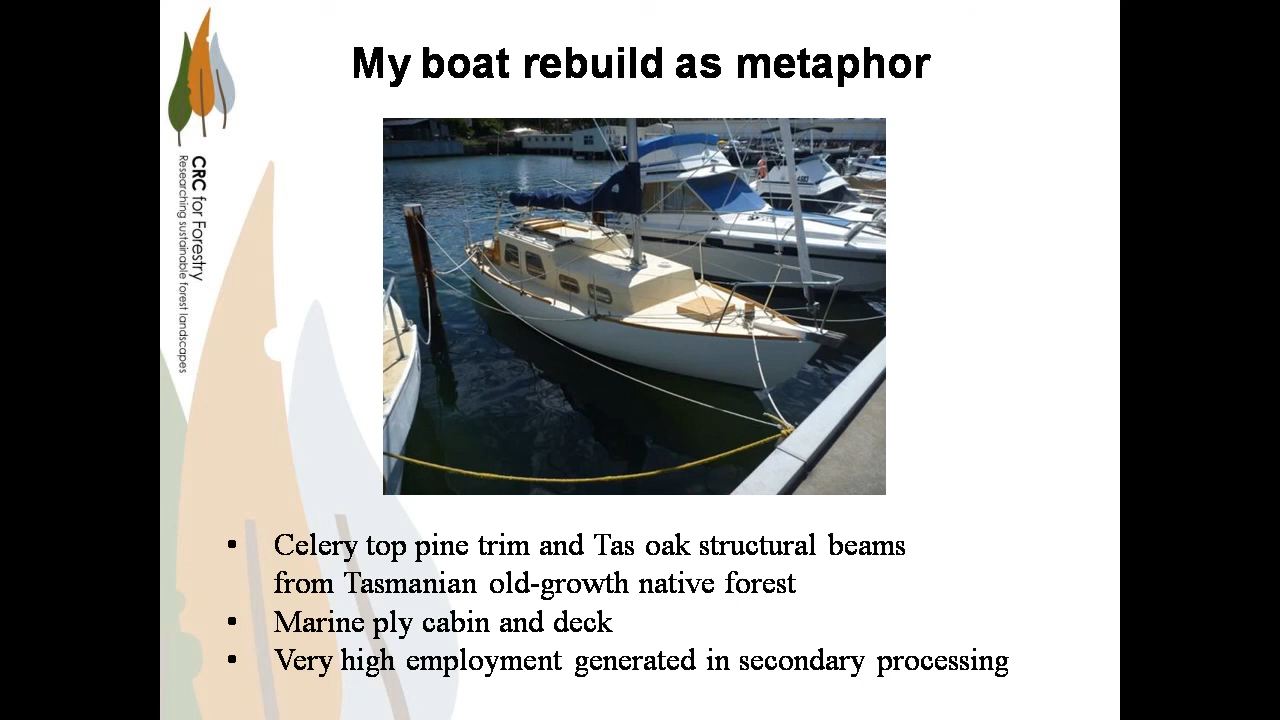 My boat rebuild as metaphor
CRC for Forestry
Researching sustainable forest landscapes
• Celery top pine trim and Tas oak structural beams
from Tasmanian old-growth native forest
• Marine ply cabin and deck
• Very high employment generated in secondary processing